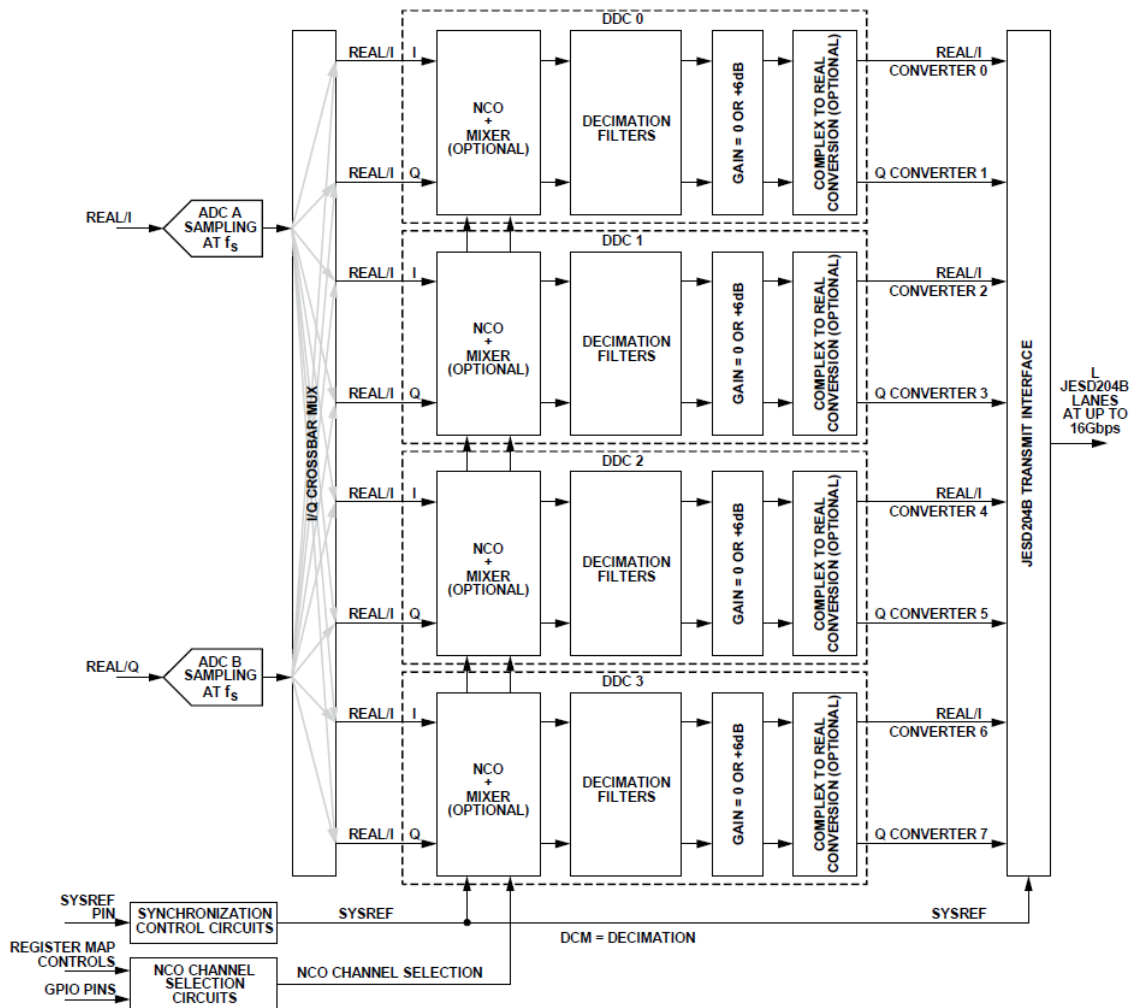 DDC 0
REAL/I
I
NCO
+
MIXER
(OPTIONAL)
DECIMATION
FILTERS
GAIN = 0 OR +6dB
COMPLEX TO REAL
CONVERSION (OPTIONAL)
REAL/I
CONVERTER 0
REAL/I
Q
Q CONVERTER 1
REAL/I
ADC A
SAMPLING
AT fS
I/Q CROSSBAR MUX
DDC 1
REAL/I
I
NCO
+
MIXER
(OPTIONAL)
DECIMATION
FILTERS
GAIN = 0 OR +6dB
COMPLEX TO REAL
CONVERSION (OPTIONAL)
REAL/I
CONVERTER 2
REAL/I
Q
Q CONVERTER 3
JESD204B TRANSMIT INTERFACE
L
JESD204B
LANES
AT UP TO
16Gbps
DDC 2
REAL/I
I
NCO
+
MIXER
(OPTIONAL)
DECIMATION
FILTERS
GAIN = 0 OR +6dB
COMPLEX TO REAL
CONVERSION (OPTIONAL)
REAL/I
CONVERTER 4
REAL/I
Q
Q CONVERTER 5
REAL/Q
ADC B
SAMPLING
AT fS
DDC 3
REAL/I
I
NCO
+
MIXER
(OPTIONAL)
DECIMATION
FILTERS
GAIN = 0 OR +6dB
COMPLEX TO REAL
CONVERSION (OPTIONAL)
REAL/I
CONVERTER 6
REAL/I
Q
Q CONVERTER 7
SYSREF
PIN
SYNCHRONIZATION
CONTROL CIRCUITS
SYSREF
SYSREF
DCM = DECIMATION
REGISTER MAP
CONTROLS
GPIO PINS
NCO CHANNEL
SELECTION
CIRCUITS
NCO CHANNEL SELECTION